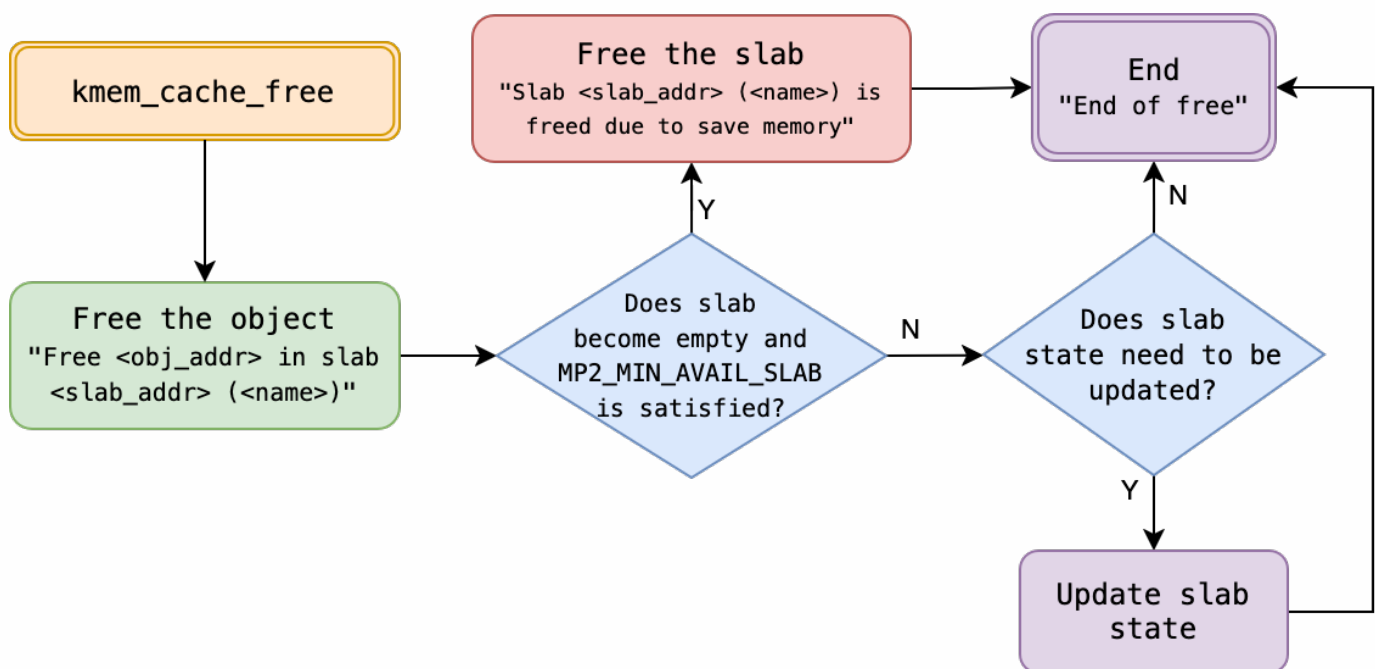 kmem_cache_free
Free the object
"Free <obj_addr> in slab
<slab_addr> (<name>)"
Does slab
become empty and
MP2_MIN_AVAIL_SLAB
is satisfied?
Y
Free the slab
"Slab <slab_addr> (<name>) is
freed due to save memory"
N
Does slab
state need to be
updated?
N
End
"End of free"
Y
Update slab
state